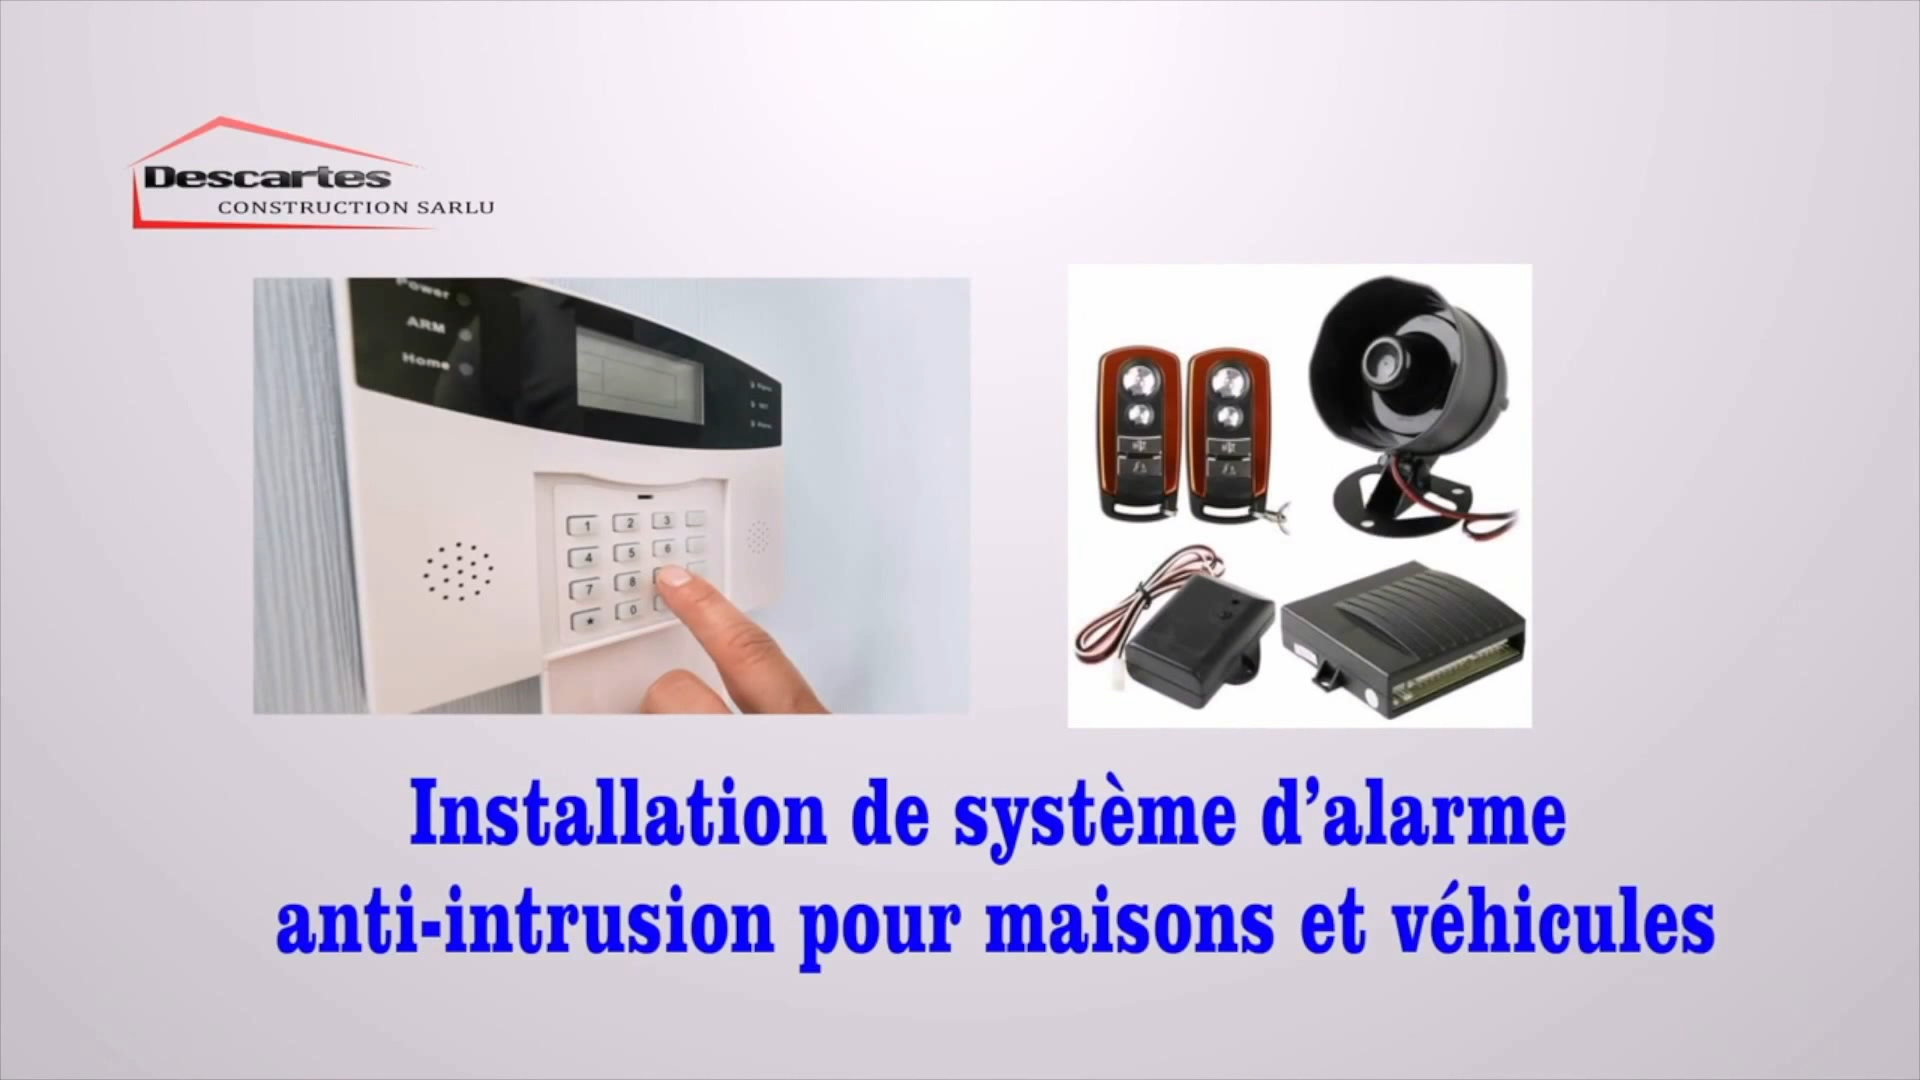 Descartes
CONSTRUCTION SARLU
Power
ARM
Home
1 2 3
4 5 6
7 8
* 0
Installation de système d’alarme
anti-intrusion pour maisons et véhicules